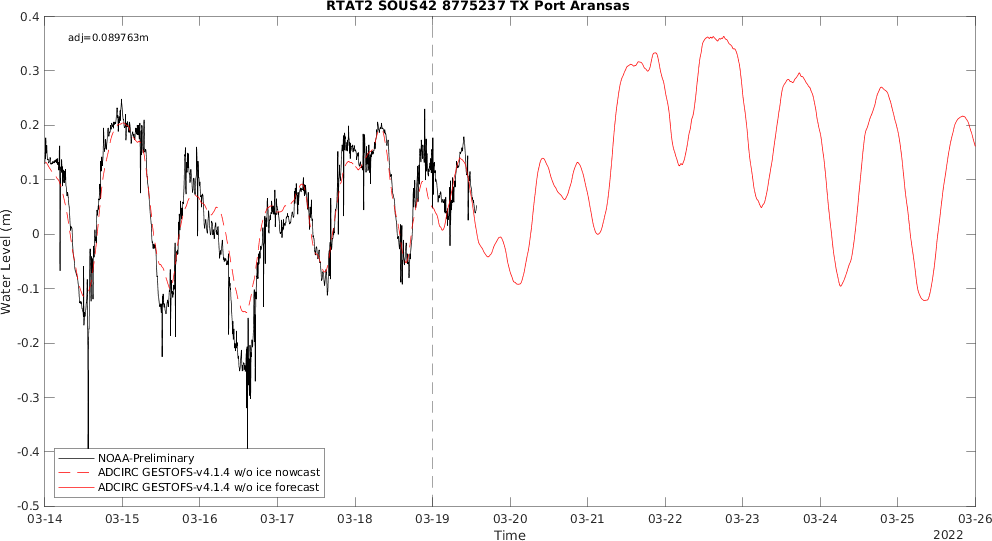 RTAT2 SOUS42 8775237 TX Port Aransas
adj=0.089763m
Water Level (m)
0.4
0.3
0.2
0.1
0
-0.1
-0.2
-0.3
-0.4
-0.5
NOAA-Preliminary
ADCIRC GESTOFS-v4.1.4 w/o ice nowcast
ADCIRC GESTOFS-v4.1.4 w/o ice forecast
03-14 03-15 03-16 03-17 03-18 03-19 03-20 03-21 03-22 03-23 03-24 03-25 03-26
Time
2022